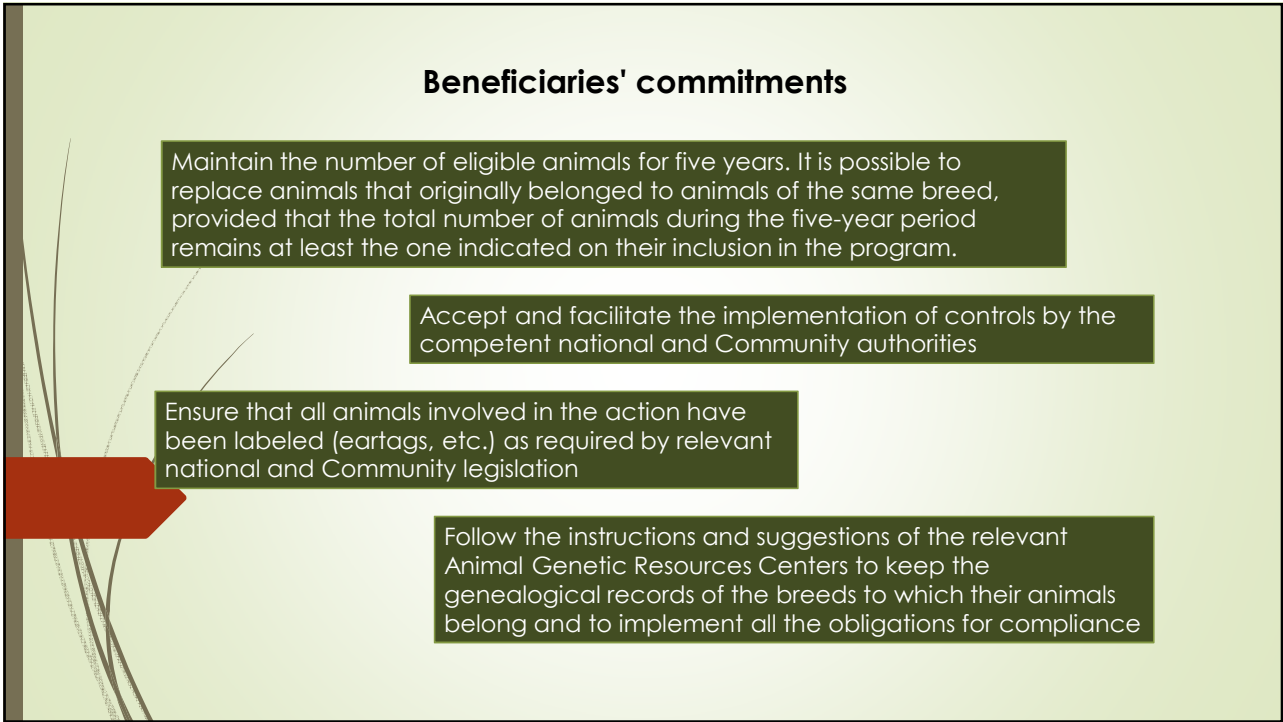 Beneficiaries' commitments
Maintain the number of eligible animals for five years. It is possible to
replace animals that originally belonged to animals of the same breed,
provided that the total number of animals during the five-year period
remains at least the one indicated on their inclusion in the program.
Accept and facilitate the implementation of controls by the
competent national and Community authorities
Ensure that all animals involved in the action have
been labeled (eartags, etc.) as required by relevant
national and Community legislation
Follow the instructions and suggestions of the relevant
Animal Genetic Resources Centers to keep the
genealogical records of the breeds to which their animals
belong and to implement all the obligations for compliance